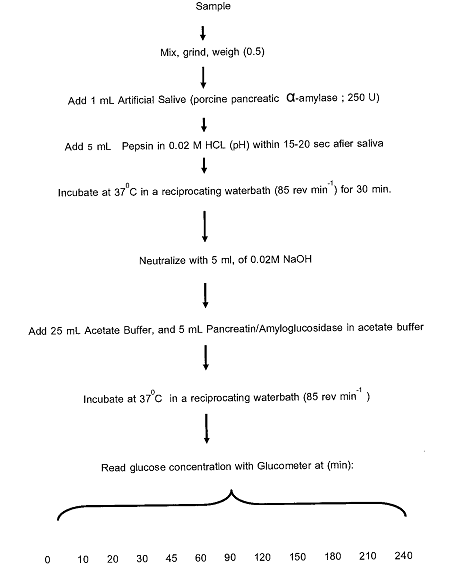 Sample
Mix, grind, weigh (0.5)
Add 1 mL Artificial Salive (porcine pancreatic α-amylase ; 250 U)
Add 5 mL Pepsin in 0.02 M HCL (pH) within 15-20 sec afier saliva
Incubate at 37⁰C in a reciprocating waterbath (85 rev min⁻¹) for 30 min.
Neutralize with 5 ml, of 0.02M NaOH
Add 25 mL Acetate Buffer, and 5 mL Pancreatin/Amyloglucosidase in acetate buffer
Incubate at 37⁰C in a reciprocating waterbath (85 rev min⁻¹ )
Read glucose concentration with Glucometer at (min):
0 10 20 30 45 60 90 120 150 180 210 240